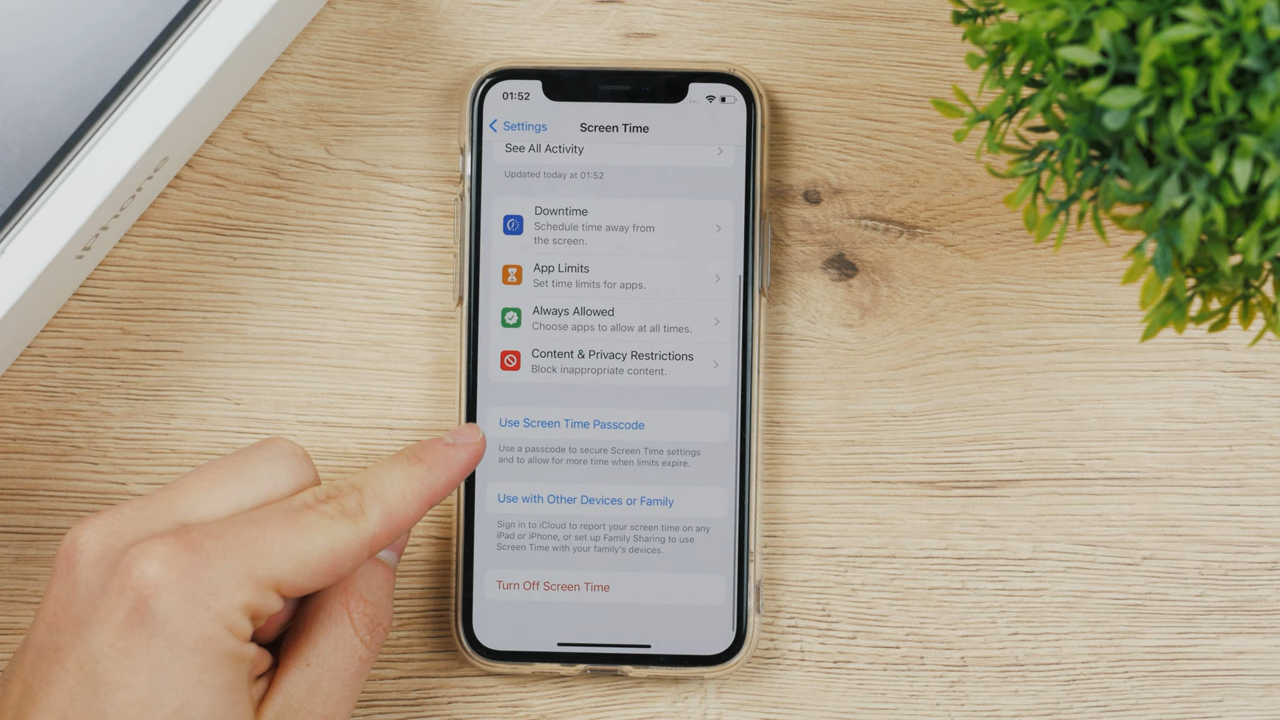 iPhone
01:52
Settings
Screen Time
See All Activity
Updated today at 01:52
Downtime
Schedule time away from
the screen.
App Limits
Set time limits for apps.
Always Allowed
Choose apps to allow at all times.
Content & Privacy Restrictions
Block inappropriate content.
Use Screen Time Passcode
Use a passcode to secure Screen Time settings
and to allow for more time when limits expire.
Use with Other Devices or Family
Sign in to iCloud to report your screen time on any
iPad or iPhone, or set up Family Sharing to use
Screen Time with your family's devices.
Turn Off Screen Time